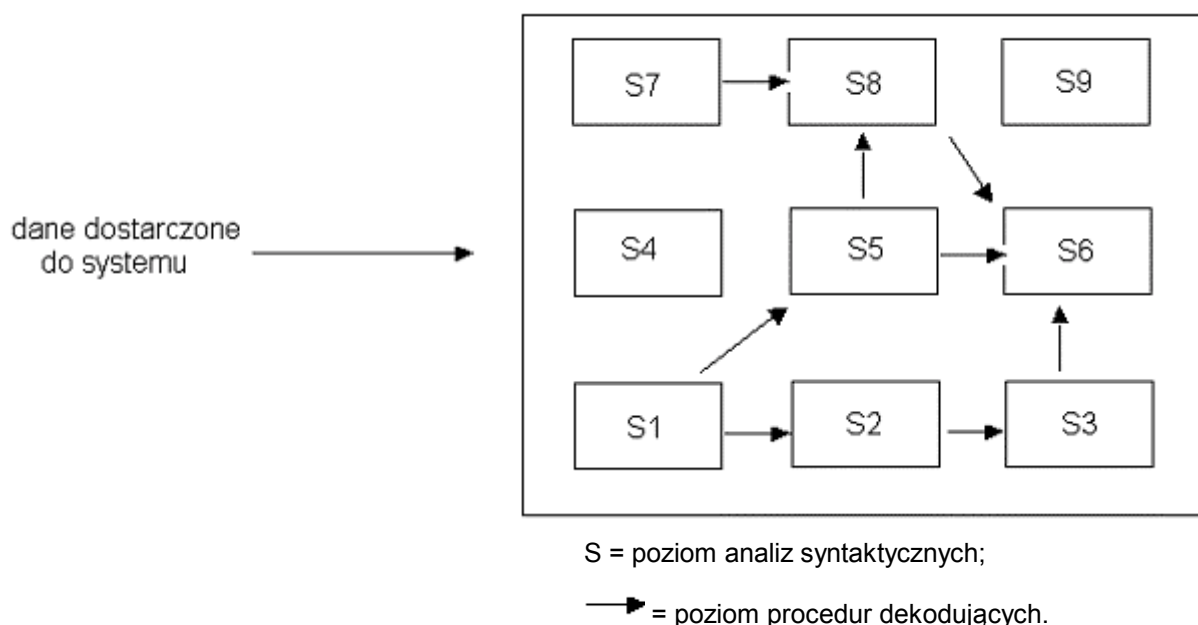 S7 S8 S9
dane dostarczone
do systemu
S4 S5 S6
S1 S2 S3
S = poziom analiz syntaktycznych;
= poziom procedur dekodujących.